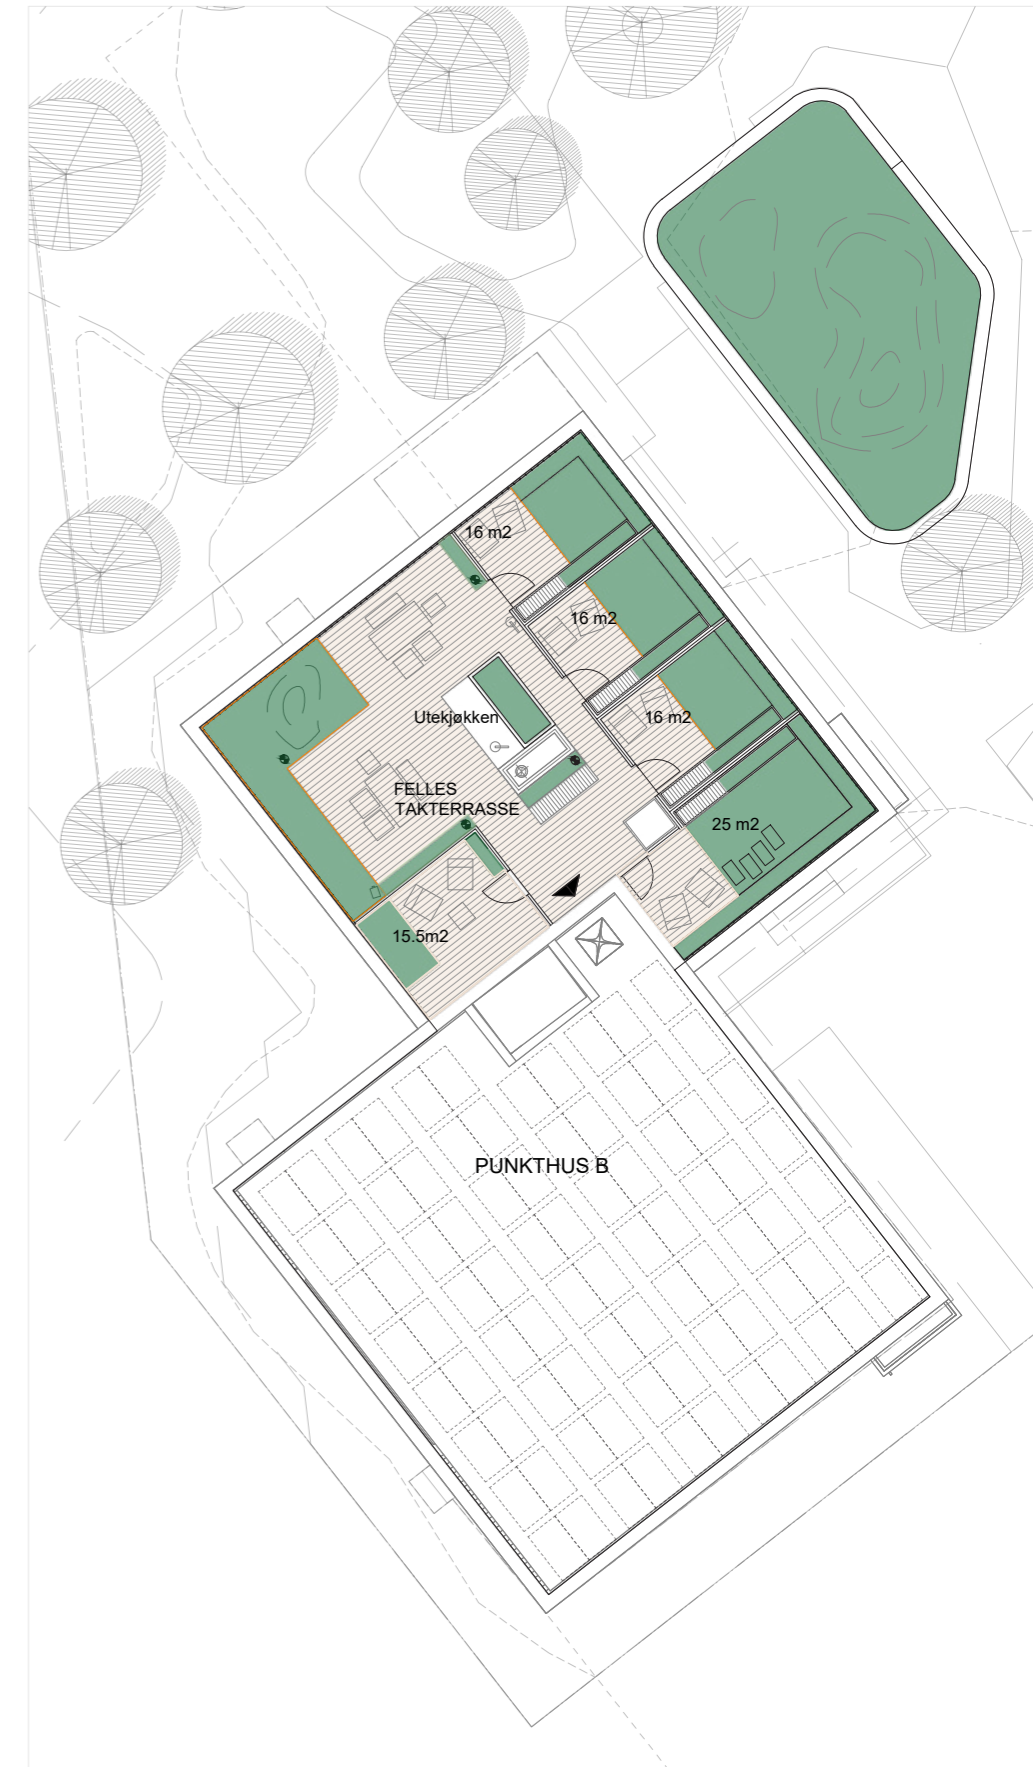 16 m2
16 m2
16 m2
Utekjøkken
FELLES
TAKTERRASSE
25 m2
15.5m2
PUNKTHUS B